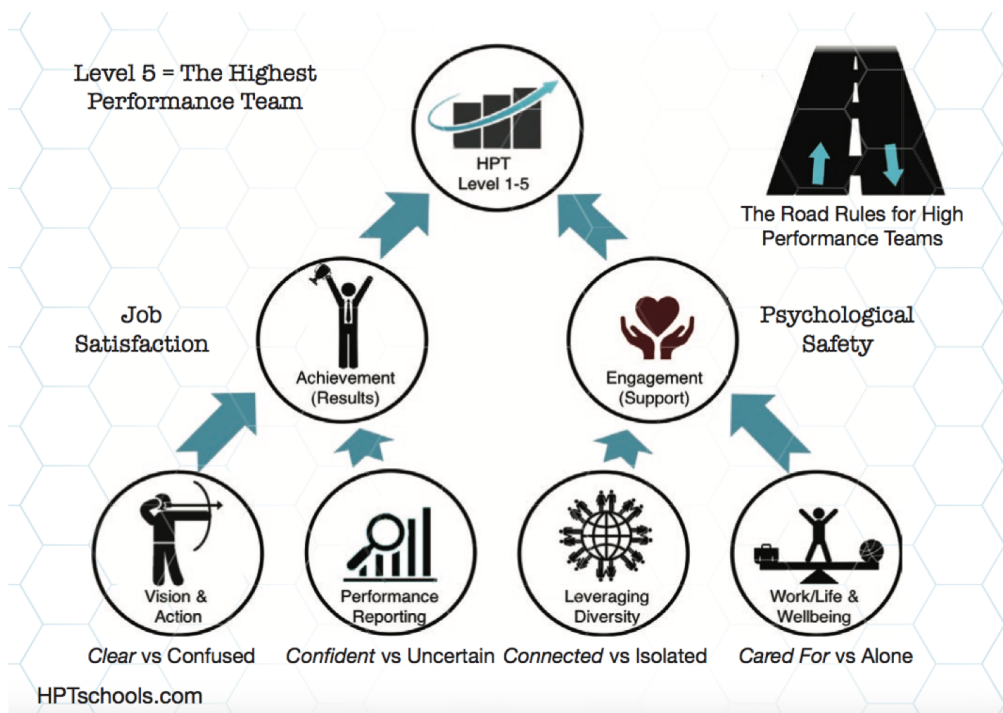 Level 5 = The Highest
Performance Team
HPT
Level 1-5
The Road Rules for High
Performance Teams
Job
Satisfaction
Achievement
(Results)
Engagement
(Support)
Psychological
Safety
Vision &
Action
Performance
Reporting
Leveraging
Diversity
Work/Life &
Wellbeing
Clear vs Confused
Confident vs Uncertain
Connected vs Isolated
Cared For vs Alone
HPTschools.com